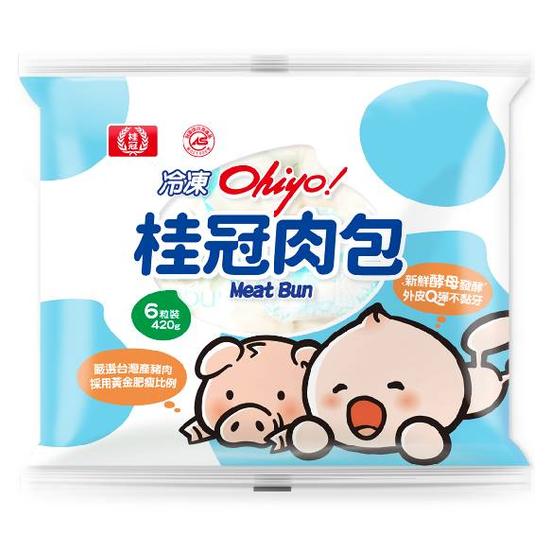 桂冠
冷凍 Ohiyo!
桂冠肉包
Meat Bun
新鮮酵母發酵
外皮Q彈不黏牙
6粒裝
420g
嚴選台灣產豬肉
採用黃金肥瘦比例